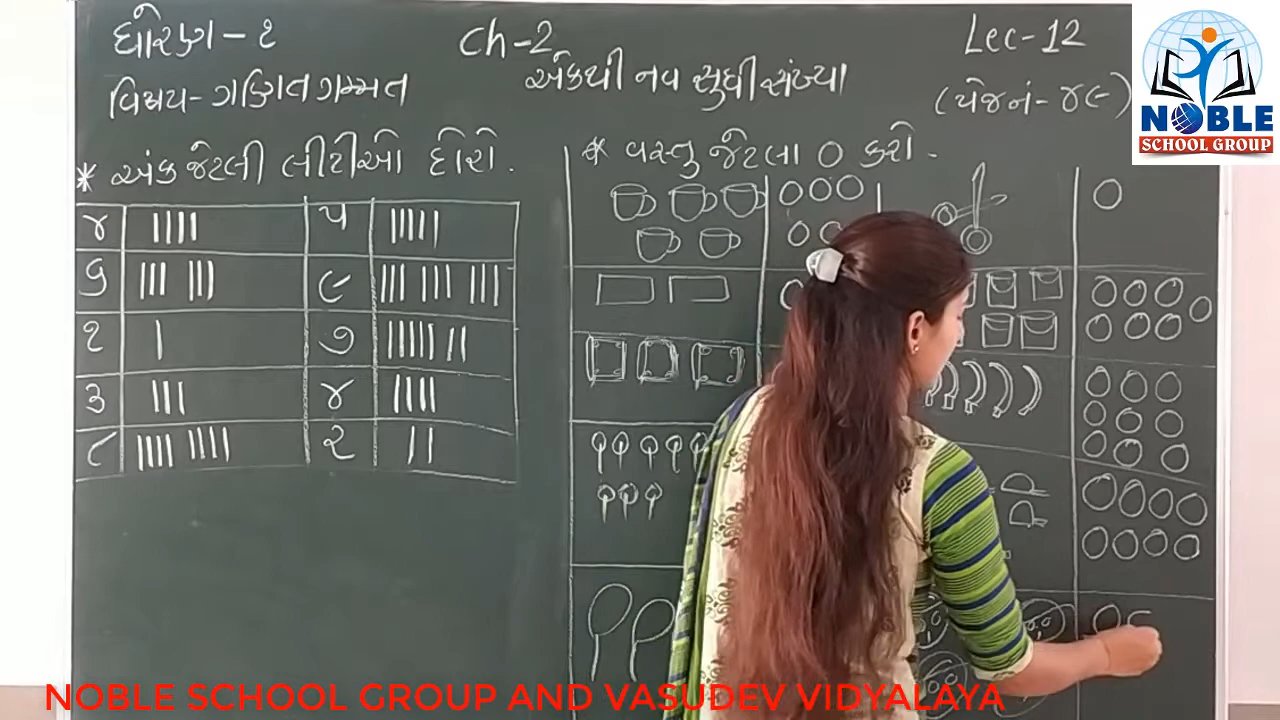 ધોરણ - ૧
Ch-2
Lec-12
વિષય - ગણિત ગમ્મત
એકથી નવ સુધી સંખ્યા
(પેજનં - ૪૯)
NOBLE
SCHOOL GROUP
* અંક જેટલી લીટીઓ દોરો.
* વસ્તુ જેટલા O કરો.
૪
૫
૬
૯
૧
૭
૩
૪
૮
૨
NOBLE SCHOOL GROUP AND VASUDEV VIDYALAYA